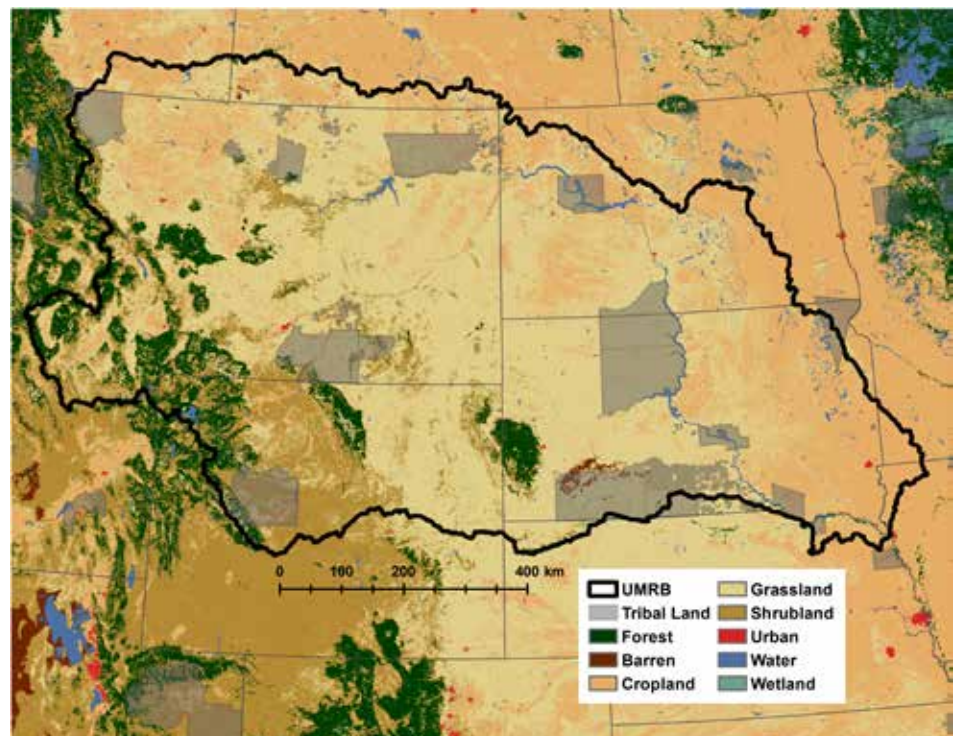 0 100 200 400 km
UMRB
Tribal Land
Forest
Barren
Cropland
Grassland
Shrubland
Urban
Water
Wetland